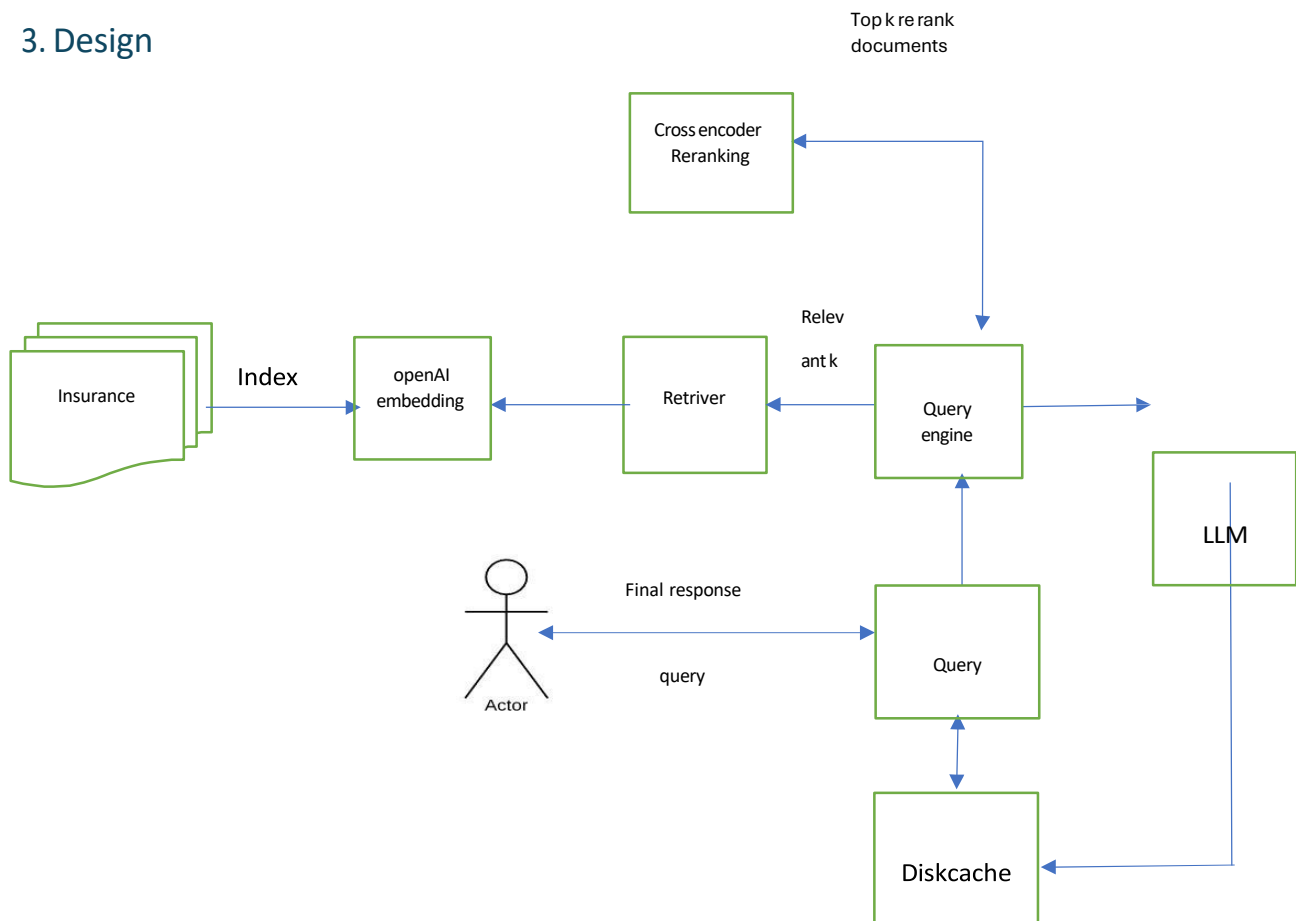 3. Design
Top k re rank
documents
Cross encoder
Reranking
Insurance
Index
openAI
embedding
Retriver
Relev
ant k
Query
engine
LLM
Final response
query
Actor
Query
Diskcache